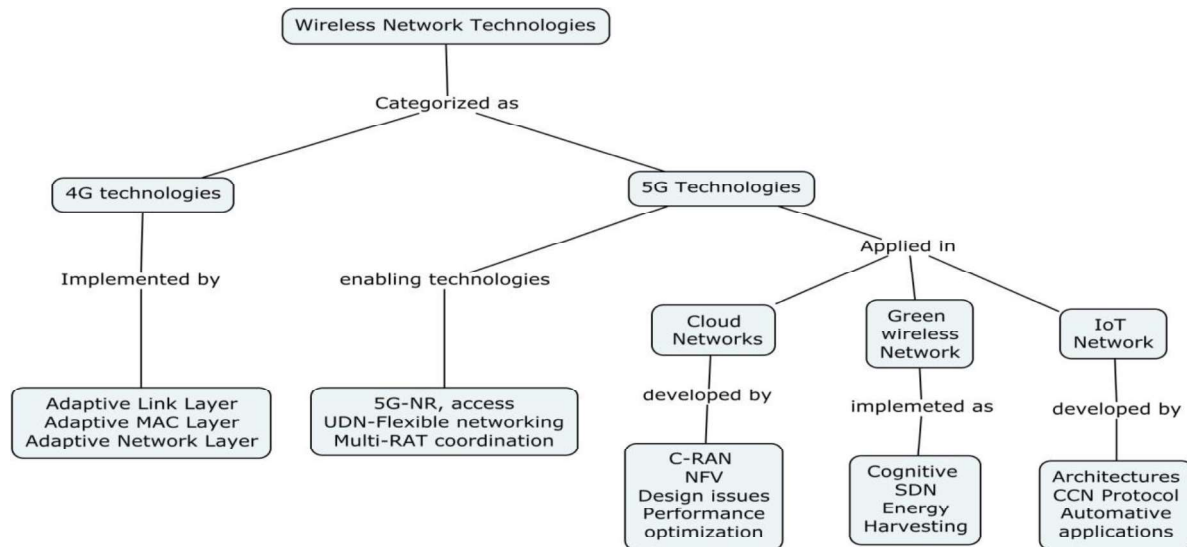 Wireless Network Technologies
Categorized as
4G technologies
5G Technologies
Implemented by
enabling technologies
Applied in
Cloud
Networks
Green
wireless
Network
IoT
Network
Adaptive Link Layer
Adaptive MAC Layer
Adaptive Network Layer
5G-NR, access
UDN-Flexible networking
Multi-RAT coordination
developed by
implemeted as
developed by
C-RAN
NFV
Design issues
Performance
optimization
Cognitive
SDN
Energy
Harvesting
Architectures
CCN Protocol
Automative
applications